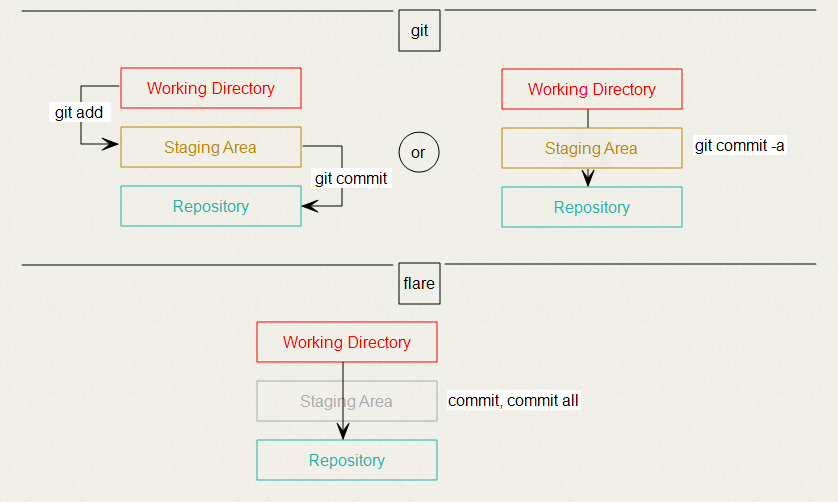 git
Working Directory
git add
Staging Area
git commit
Repository
or
Working Directory
Staging Area
git commit -a
Repository
flare
Working Directory
Staging Area
commit, commit all
Repository